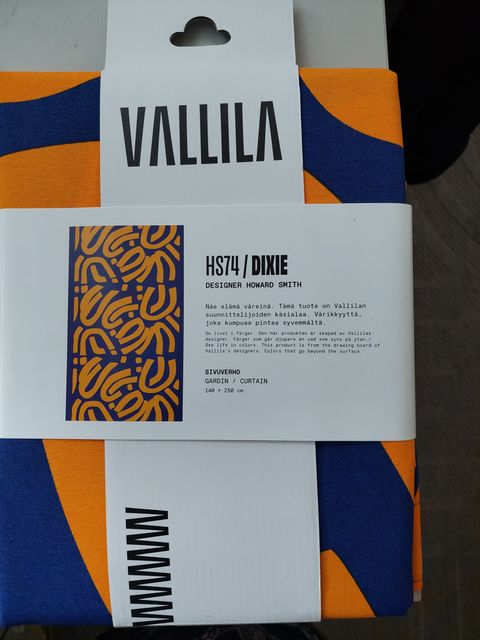 VALLILA
HS74 / DIXIE
DESIGNER HOWARD SMITH
Näe elämä väreinä. Tämä tuote on Vallilan
suunnittelijoiden käsialaa. Värikkyyttä,
joka kumpuaa pintaa syvemmältä.
Se livet i färger. Den här produkten är skapad av Vallilas
designer. Färger som går djupare än vad som syns på ytan./
See life in colors. This product is from the drawing board of
Vallila's designers. Colors that go beyond the surface.
SIVUVERHO
GARDIN / CURTAIN
140 × 260 cm